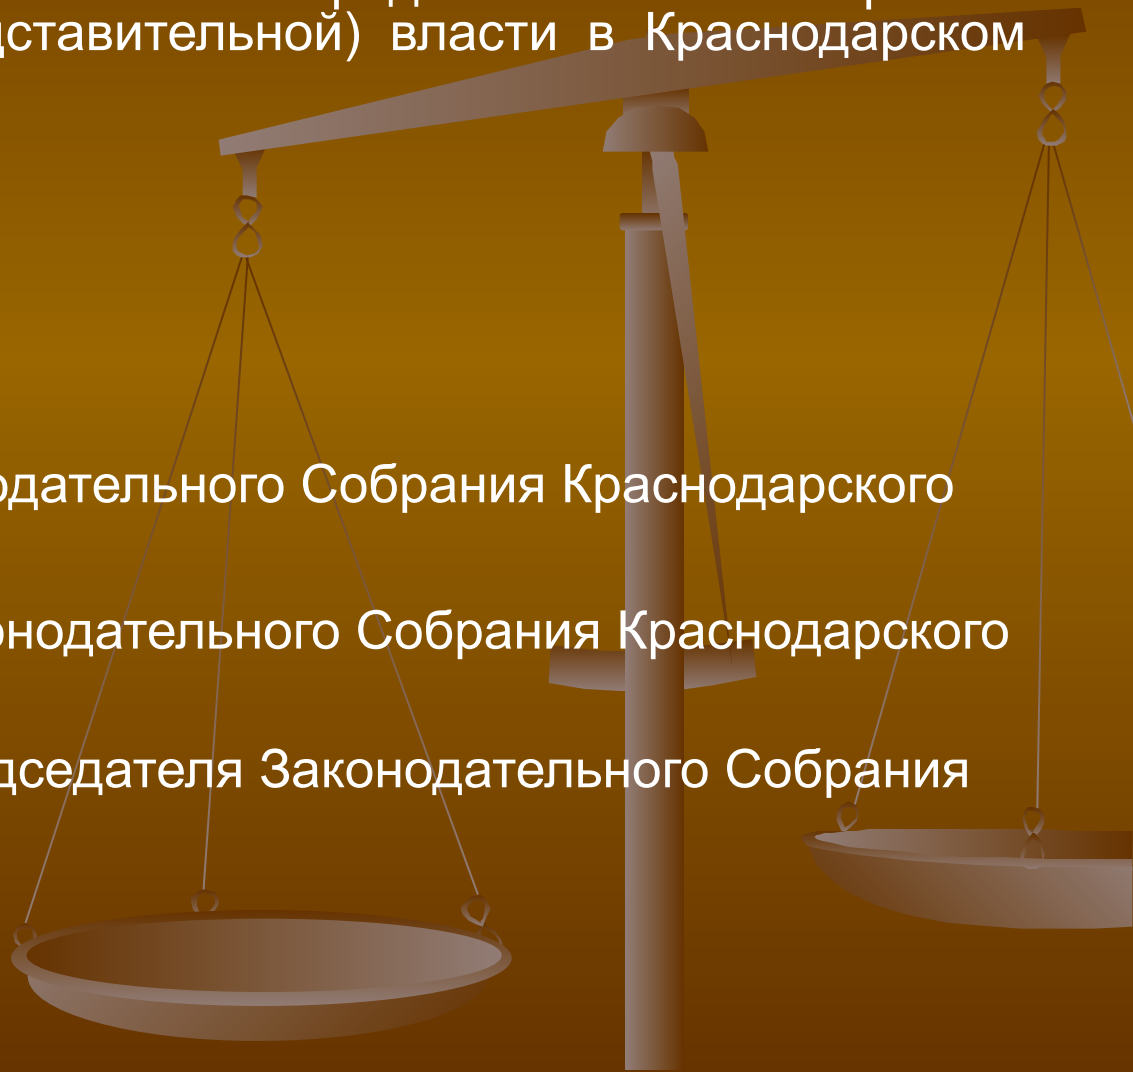 дставительной) власти в Краснодарском
одательного Собрания Краснодарского
онодательного Собрания Краснодарского
дседателя Законодательного Собрания